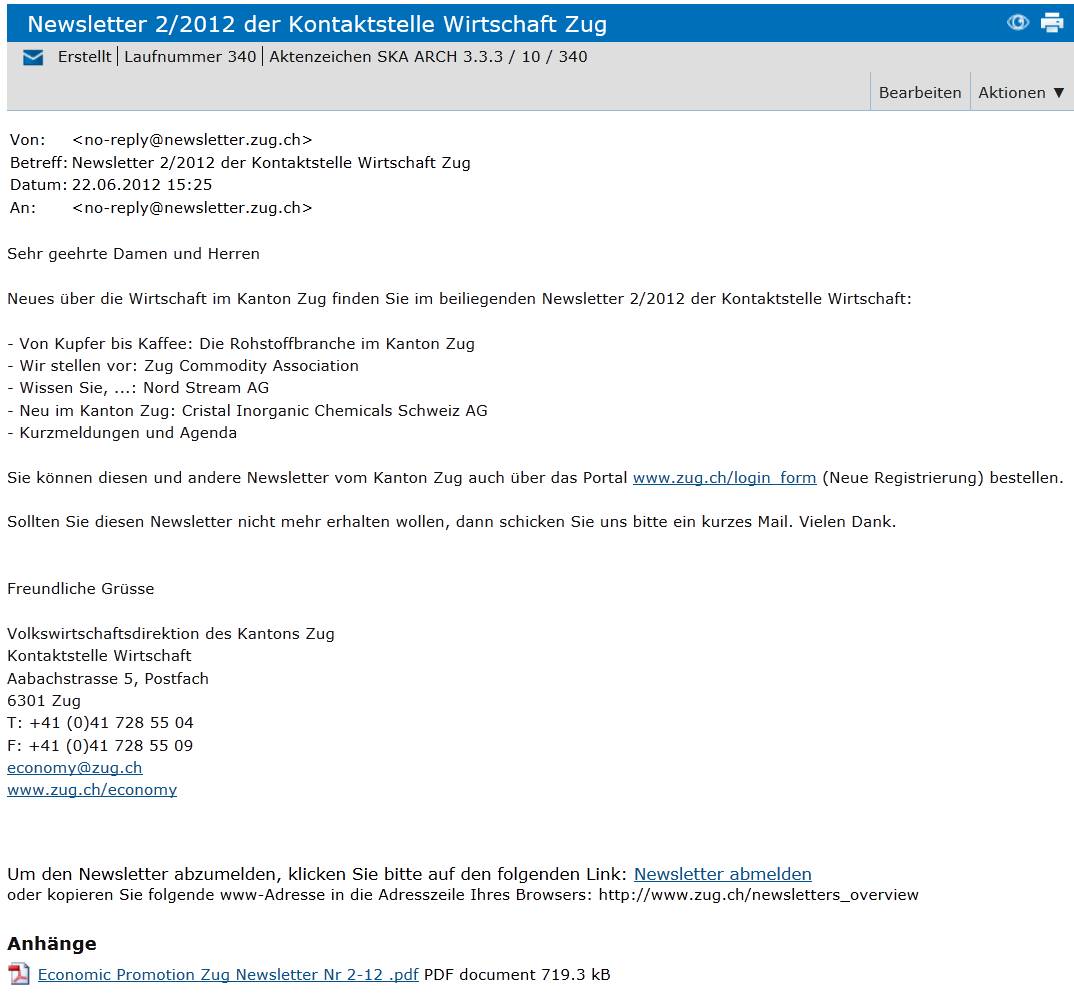 Newsletter 2/2012 der Kontaktstelle Wirtschaft Zug
Erstellt | Laufnummer 340 | Aktenzeichen SKA ARCH 3.3.3 / 10 / 340
Bearbeiten | Aktionen ▼
Von: <no-reply@newsletter.zug.ch>
Betreff: Newsletter 2/2012 der Kontaktstelle Wirtschaft Zug
Datum: 22.06.2012 15:25
An: <no-reply@newsletter.zug.ch>
Sehr geehrte Damen und Herren
Neues über die Wirtschaft im Kanton Zug finden Sie im beiliegenden Newsletter 2/2012 der Kontaktstelle Wirtschaft:
- Von Kupfer bis Kaffee: Die Rohstoffbranche im Kanton Zug
- Wir stellen vor: Zug Commodity Association
- Wissen Sie, ...: Nord Stream AG
- Neu im Kanton Zug: Cristal Inorganic Chemicals Schweiz AG
- Kurzmeldungen und Agenda
Sie können diesen und andere Newsletter vom Kanton Zug auch über das Portal www.zug.ch/login_form (Neue Registrierung) bestellen.
Sollten Sie diesen Newsletter nicht mehr erhalten wollen, dann schicken Sie uns bitte ein kurzes Mail. Vielen Dank.
Freundliche Grüsse
Volkswirtschaftsdirektion des Kantons Zug
Kontaktstelle Wirtschaft
Aabachstrasse 5, Postfach
6301 Zug
T: +41 (0)41 728 55 04
F: +41 (0)41 728 55 09
economy@zug.ch
www.zug.ch/economy
Um den Newsletter abzumelden, klicken Sie bitte auf den folgenden Link: Newsletter abmelden
oder kopieren Sie folgende www-Adresse in die Adresszeile Ihres Browsers: http://www.zug.ch/newsletters_overview
Anhänge
Economic Promotion Zug Newsletter Nr 2-12 .pdf PDF document 719.3 kB